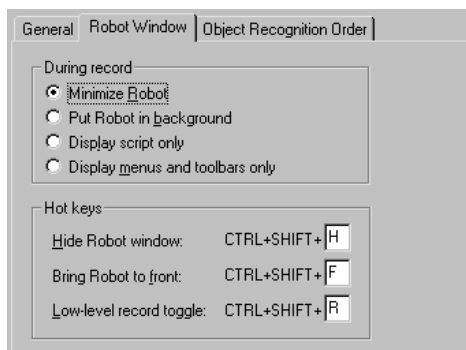 General Robot Window Object Recognition Order
During record
Minimize Robot
Put Robot in background
Display script only
Display menus and toolbars only
Hot keys
Hide Robot window: CTRL+SHIFT+ H
Bring Robot to front: CTRL+SHIFT+ F
Low-level record toggle: CTRL+SHIFT+ R